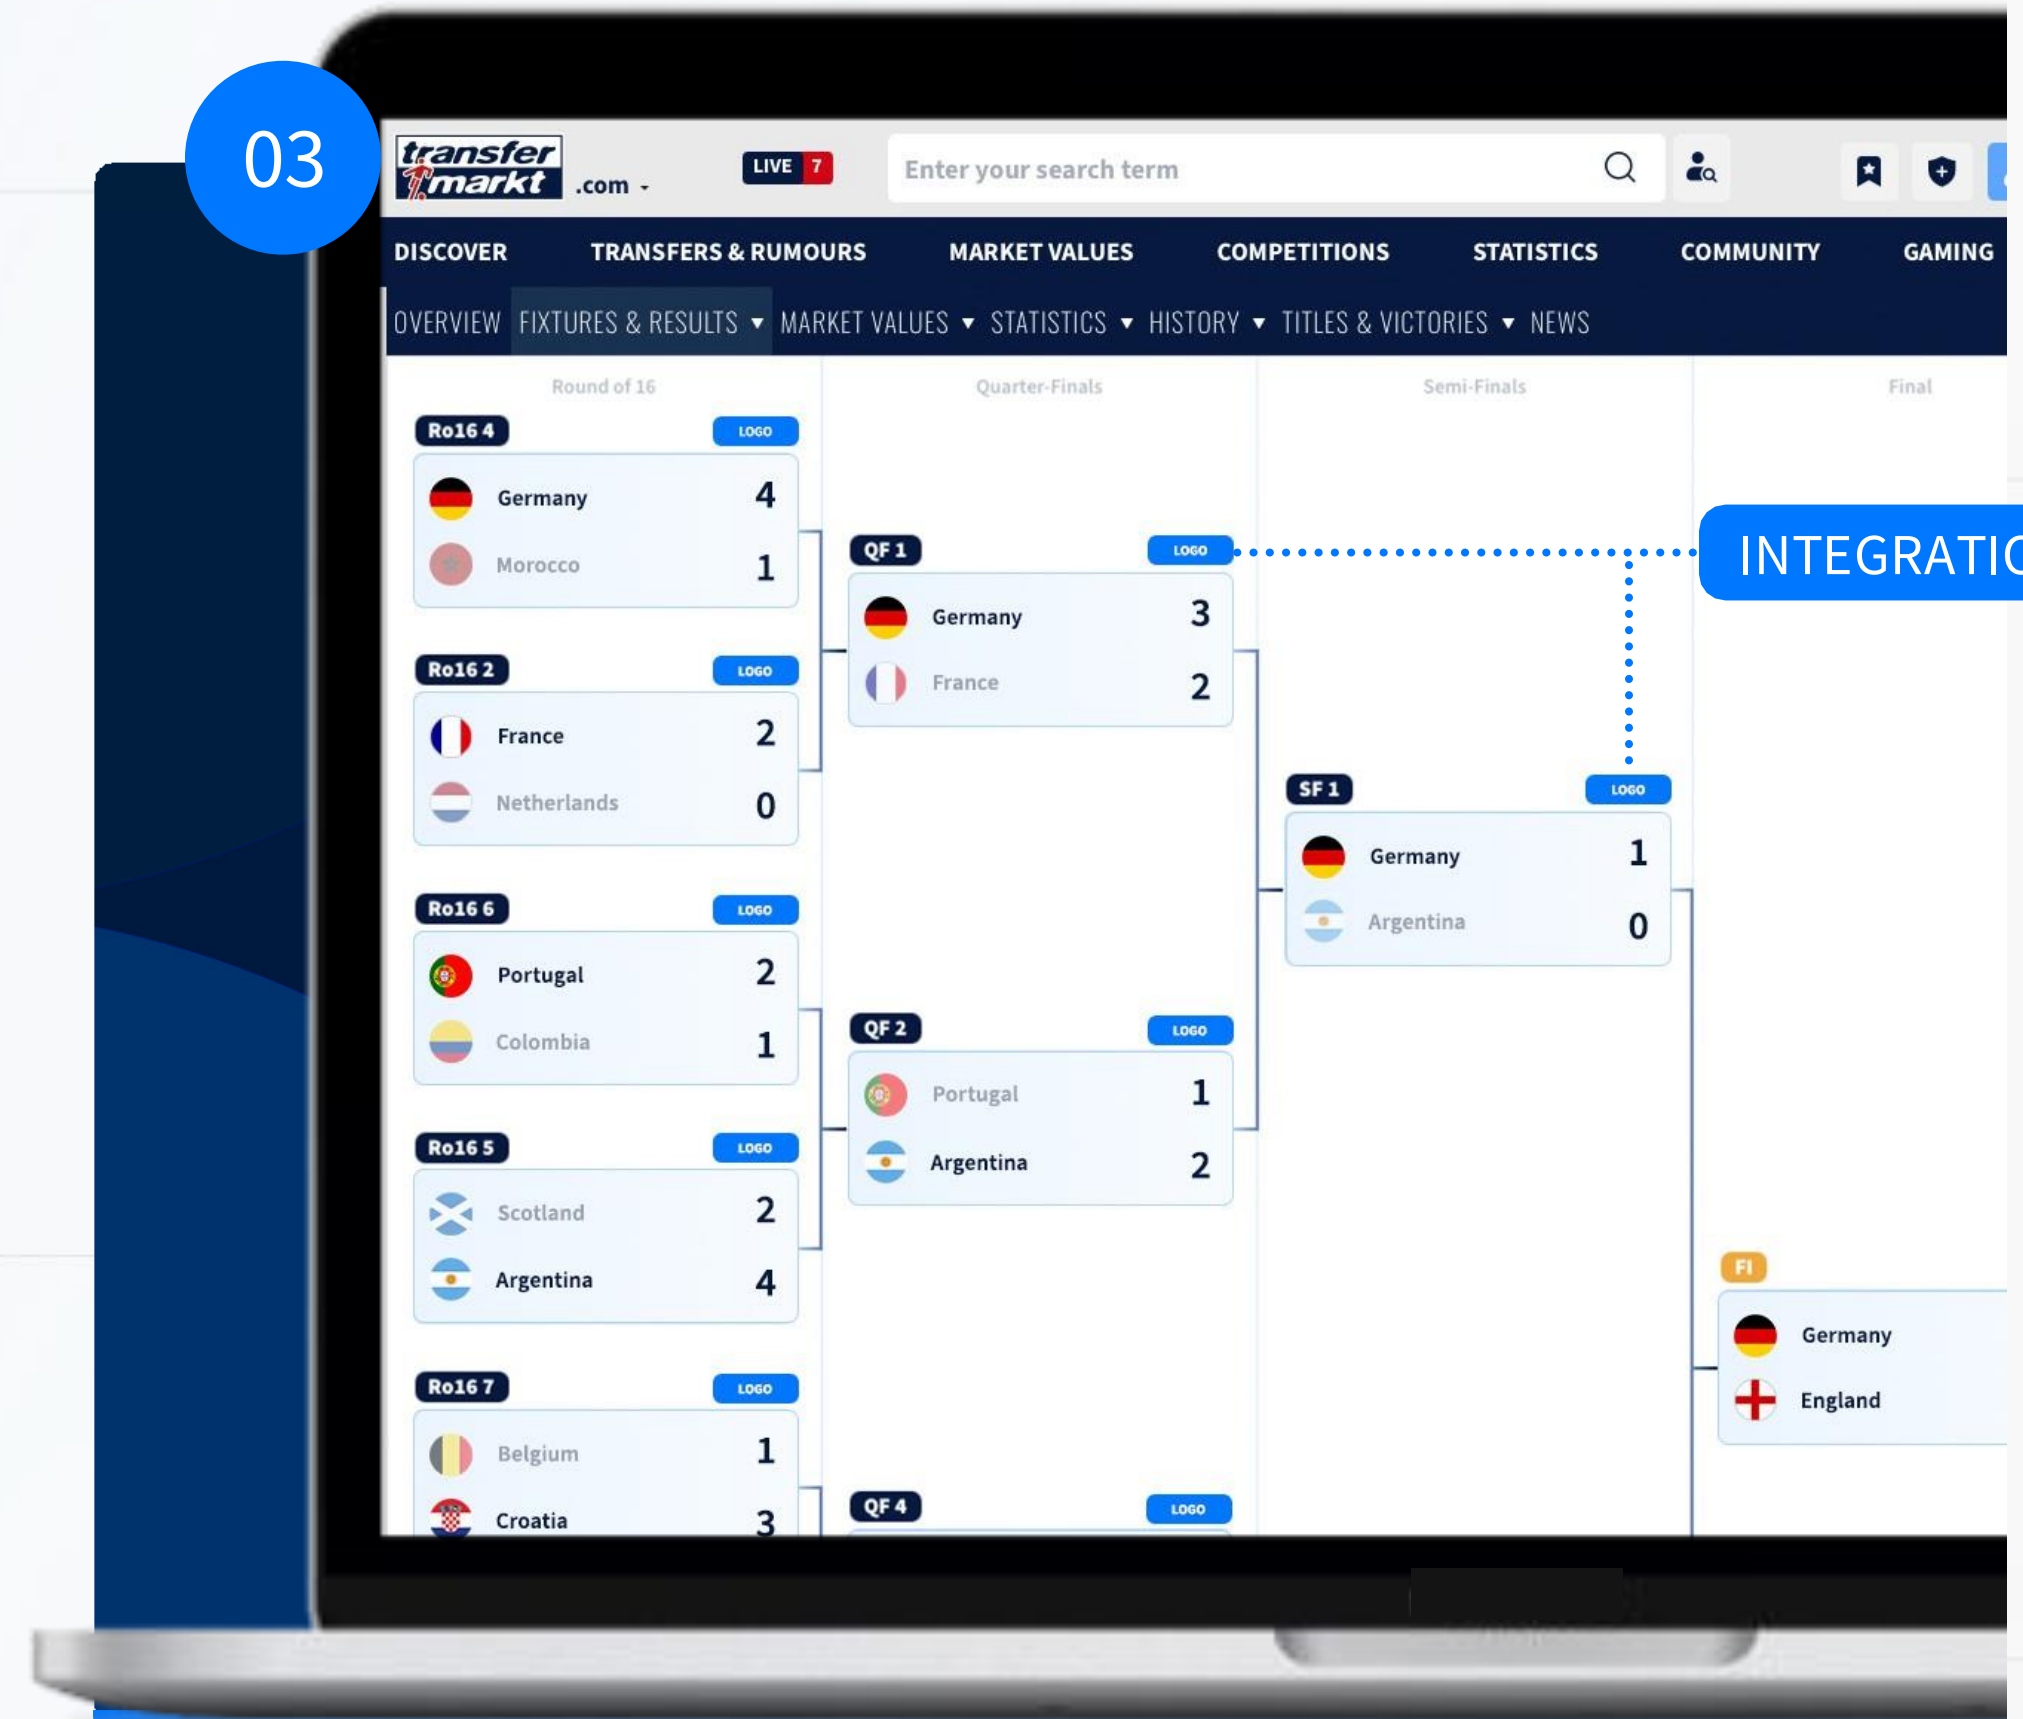 03
transfer
markt
.com
LIVE 7
Enter your search term
DISCOVER TRANSFERS & RUMOURS MARKET VALUES COMPETITIONS STATISTICS COMMUNITY GAMING
OVERVIEW FIXTURES & RESULTS MARKET VALUES STATISTICS HISTORY TITLES & VICTORIES NEWS
Round of 16
Ro16 4 LOGO
Germany 4
Morocco 1
Ro16 2 LOGO
France 2
Netherlands 0
Ro16 6 LOGO
Portugal 2
Colombia 1
Ro16 5 LOGO
Scotland 2
Argentina 4
Ro16 7 LOGO
Belgium 1
Croatia 3
Quarter-Finals
QF 1 LOGO
Germany 3
France 2
QF 2 LOGO
Portugal 1
Argentina 2
QF 4 LOGO
Semi-Finals
SF 1 LOGO
Germany 1
Argentina 0
Final
INTEGRATIO
FI
Germany
England